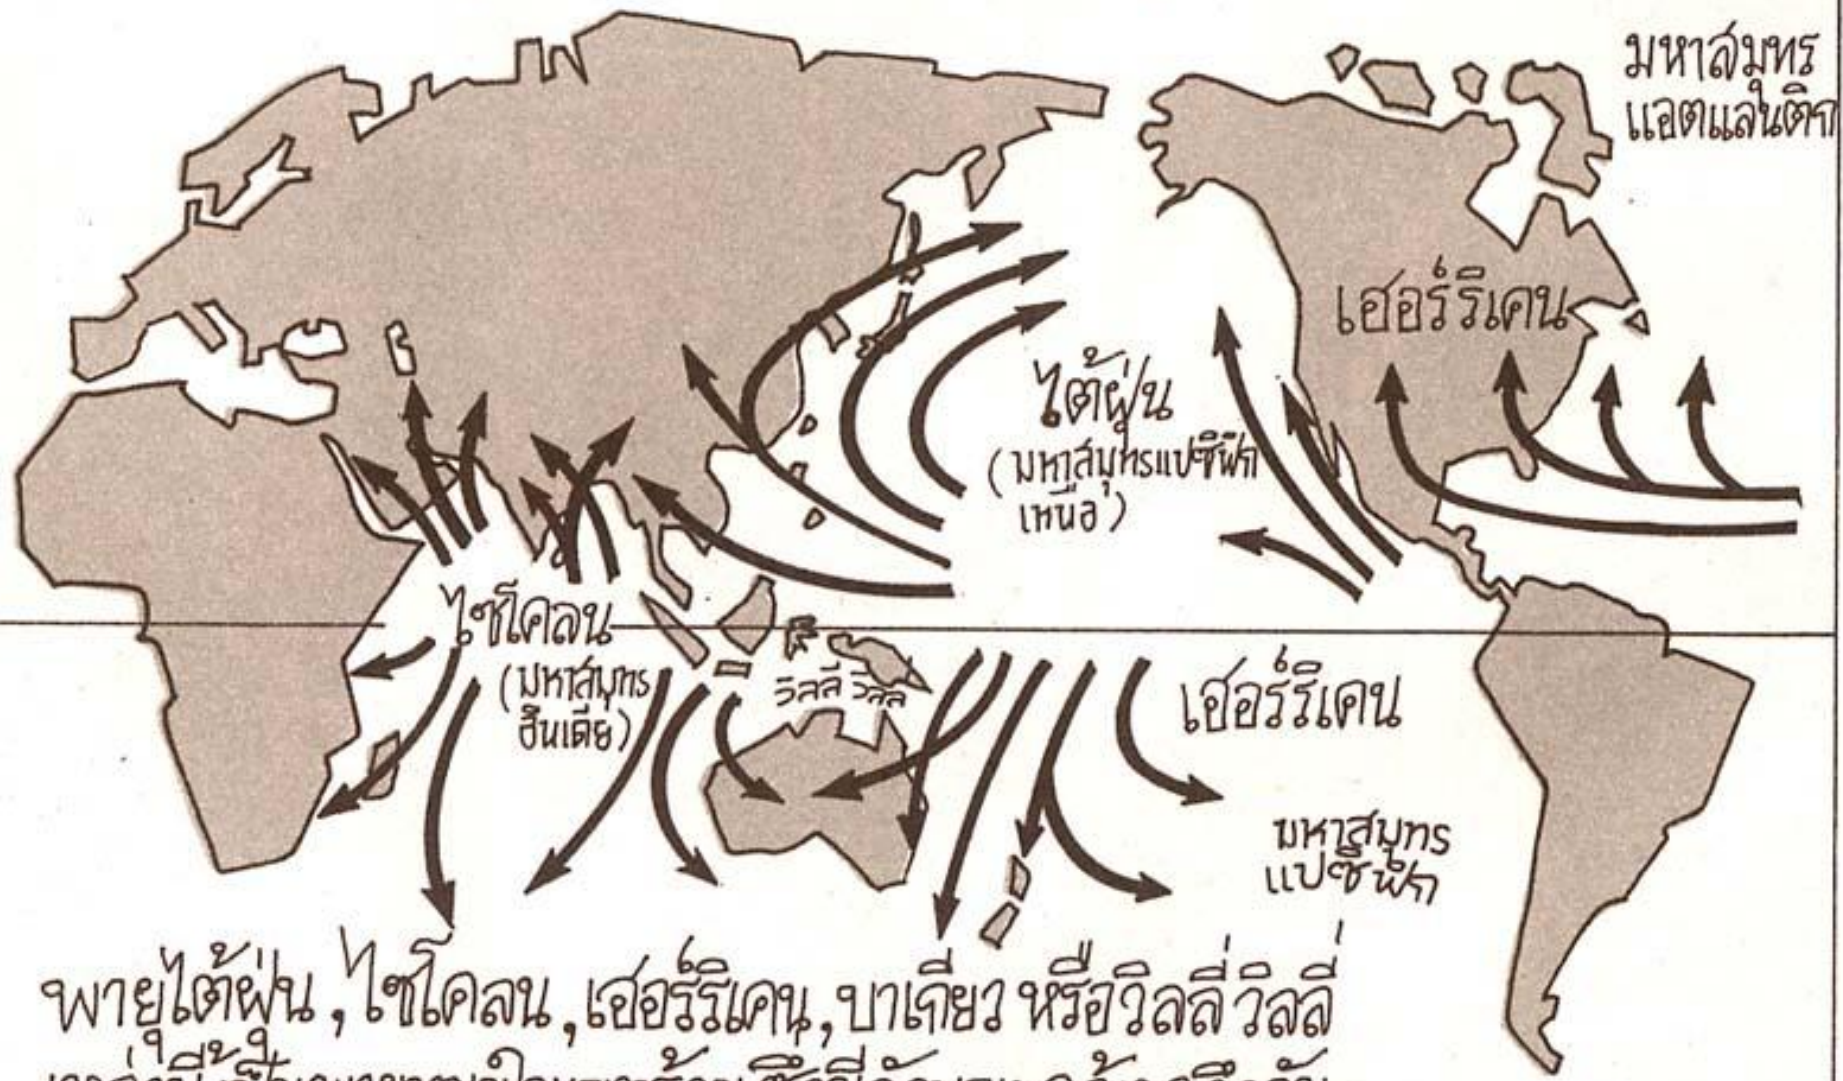 มหาสมุทร
แอตแลนติก
เฮอร์ริเคน
ไต้ฝุ่น
(มหาสมุทรแปซิฟิก
เหนือ)
ไซโคลน
(มหาสมุทร
อินเดีย)
วิลลี วิลลี
เฮอร์ริเคน
มหาสมุทร
แปซิฟิก
พายุไต้ฝุ่น, ไซโคลน, เฮอร์ริเคน, บาเกียว หรือวิลลี่ วิลลี่